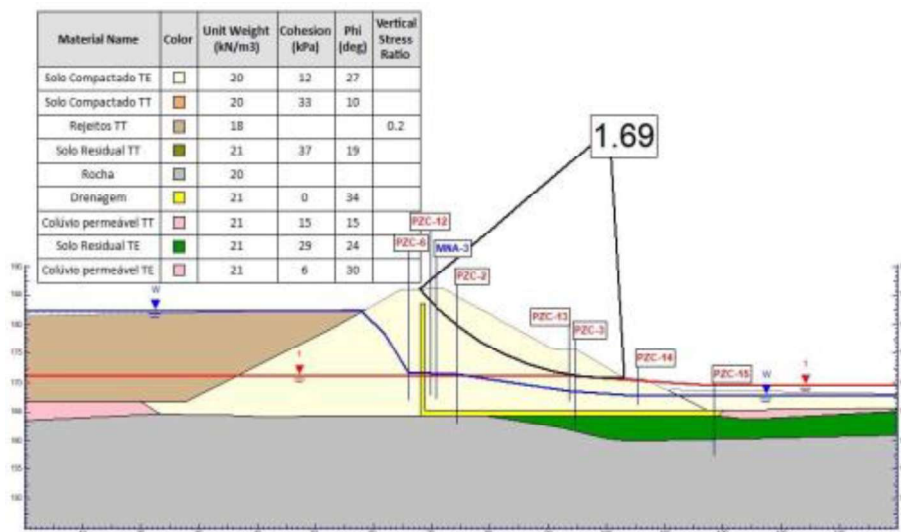 Material Name Color Unit Weight (kN/m3) Cohesion (kPa) Phi (deg) Vertical Stress Ratio
Solo Compactado TE 20 12 27
Solo Compactado TT 20 33 10
Rejeitos TT 18 0.2
Solo Residual TT 21 37 19
Rocha 20
Drenagem 21 0 34
Colúvio permeável TT 21 15 15
Solo Residual TE 21 29 24
Colúvio permeável TE 21 6 30
1.69
PZC-12
PZC-6
MNA-3
PZC-2
PZC-13
PZC-3
PZC-14
PZC-15
W
1
1
W